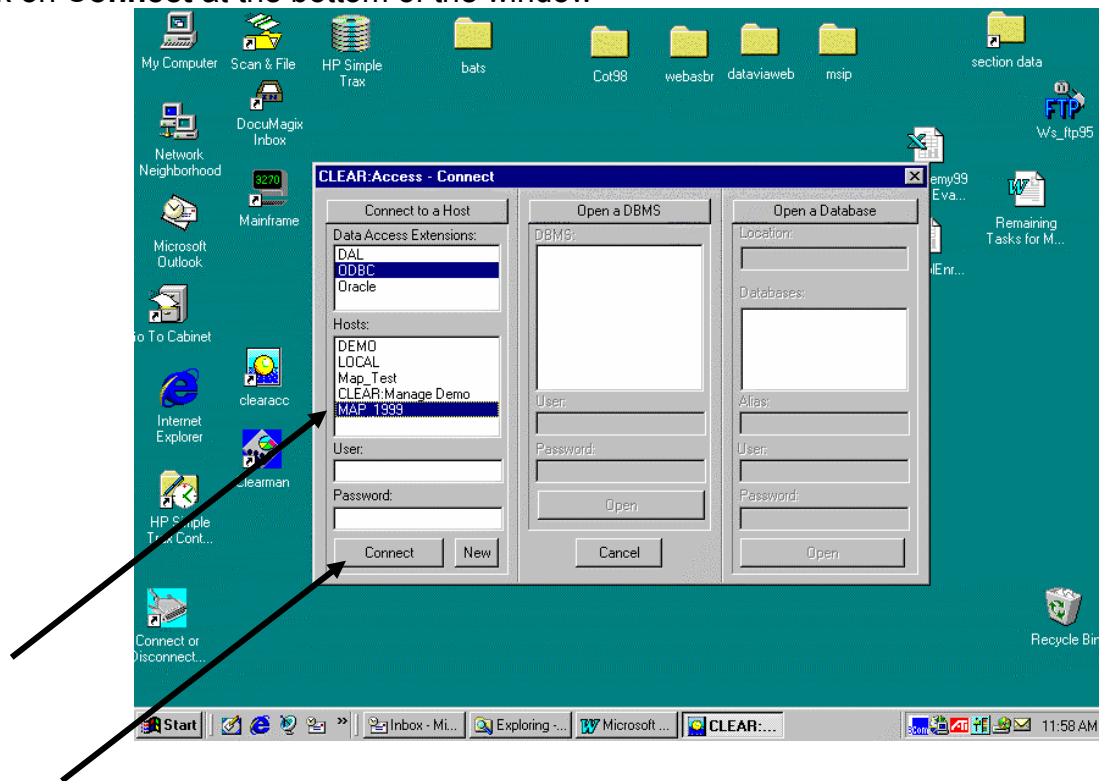 on Connect at the bottom of the window
My Computer
Scan & File
HP Simple
Trax
bats
Cot98
webasbr
dataviaweb
msip
section data
DocuMagix
Inbox
FTP
Ws_ftp95
Network
Neighborhood
3270
Mainframe
emy99
Eva...
Remaining
Tasks for M...
lEnr...
Microsoft
Outlook
Go To Cabinet
clearacc
Internet
Explorer
Clearman
HP Simple
Trax Cont...
Connect or
Disconnect...
Recycle Bin
CLEAR:Access - Connect
Connect to a Host
Data Access Extensions:
DAL
ODBC
Oracle
Hosts:
DEMO
LOCAL
Map_Test
CLEAR:Manage Demo
MAP_1999
User:
Password:
Connect
New
Open a DBMS
DBMS:
User:
Password:
Open
Cancel
Open a Database
Location:
Databases:
Alias:
User:
Password:
Open
Start
»
Inbox - Mi...
Exploring -...
Microsoft ...
CLEAR:...
11:58 AM